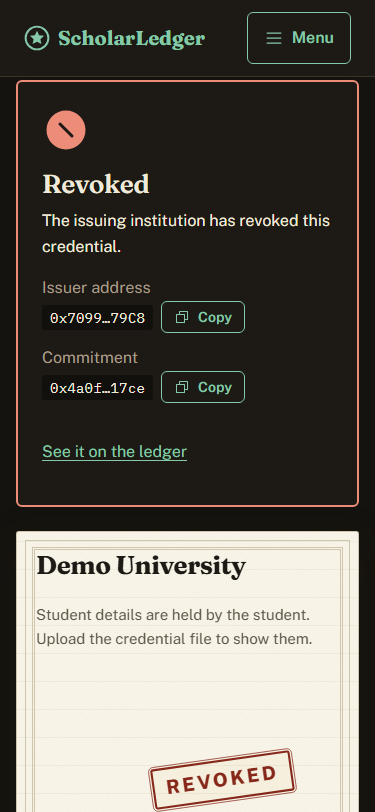 ScholarLedger
Menu
Revoked
The issuing institution has revoked this
credential.
Issuer address
0x7099…79C8
Copy
Commitment
0x4a0f…17ce
Copy
See it on the ledger
Demo University
Student details are held by the student.
Upload the credential file to show them.
REVOKED